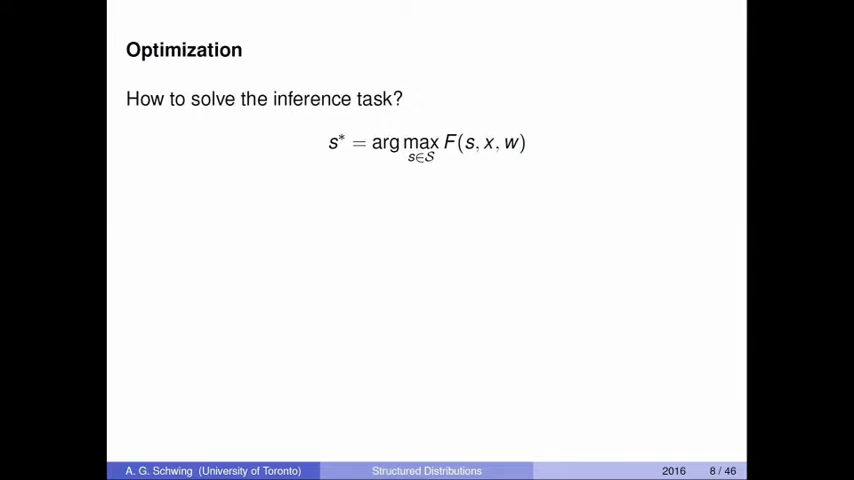 Optimization
How to solve the inference task?
s* = arg max F(s, x, w)
s∈S
A. G. Schwing (University of Toronto) Structured Distributions 2016 8 / 46